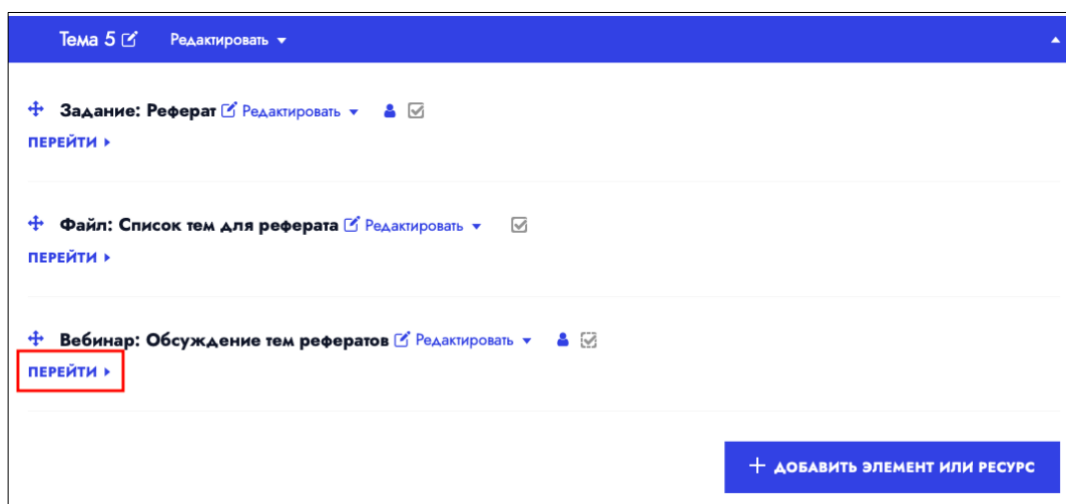 Тема 5 Редактировать
Задание: Реферат Редактировать
ПЕРЕЙТИ
Файл: Список тем для реферата Редактировать
ПЕРЕЙТИ
Вебинар: Обсуждение тем рефератов Редактировать
ПЕРЕЙТИ
+ ДОБАВИТЬ ЭЛЕМЕНТ ИЛИ РЕСУРС